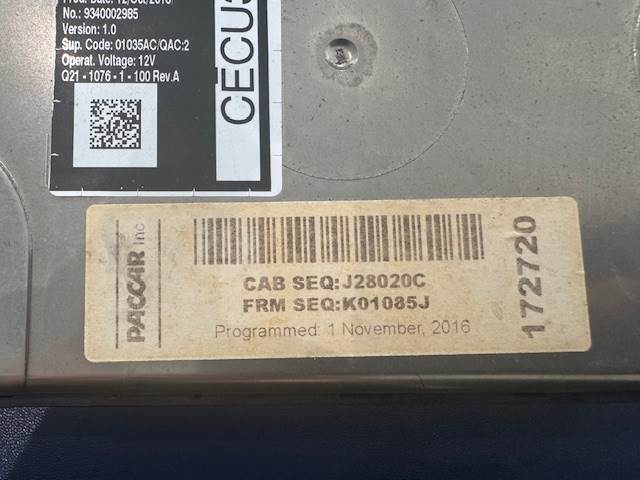 No.: 9340002985
Version: 1.0
Sup. Code: 01035AC/QAC:2
Operat. Voltage: 12V
Q21 - 1076 - 1 - 100 Rev.A
CECU3
PACCAR Inc
CAB SEQ:J28020C
FRM SEQ:K01085J
Programmed: 1 November, 2016
172720